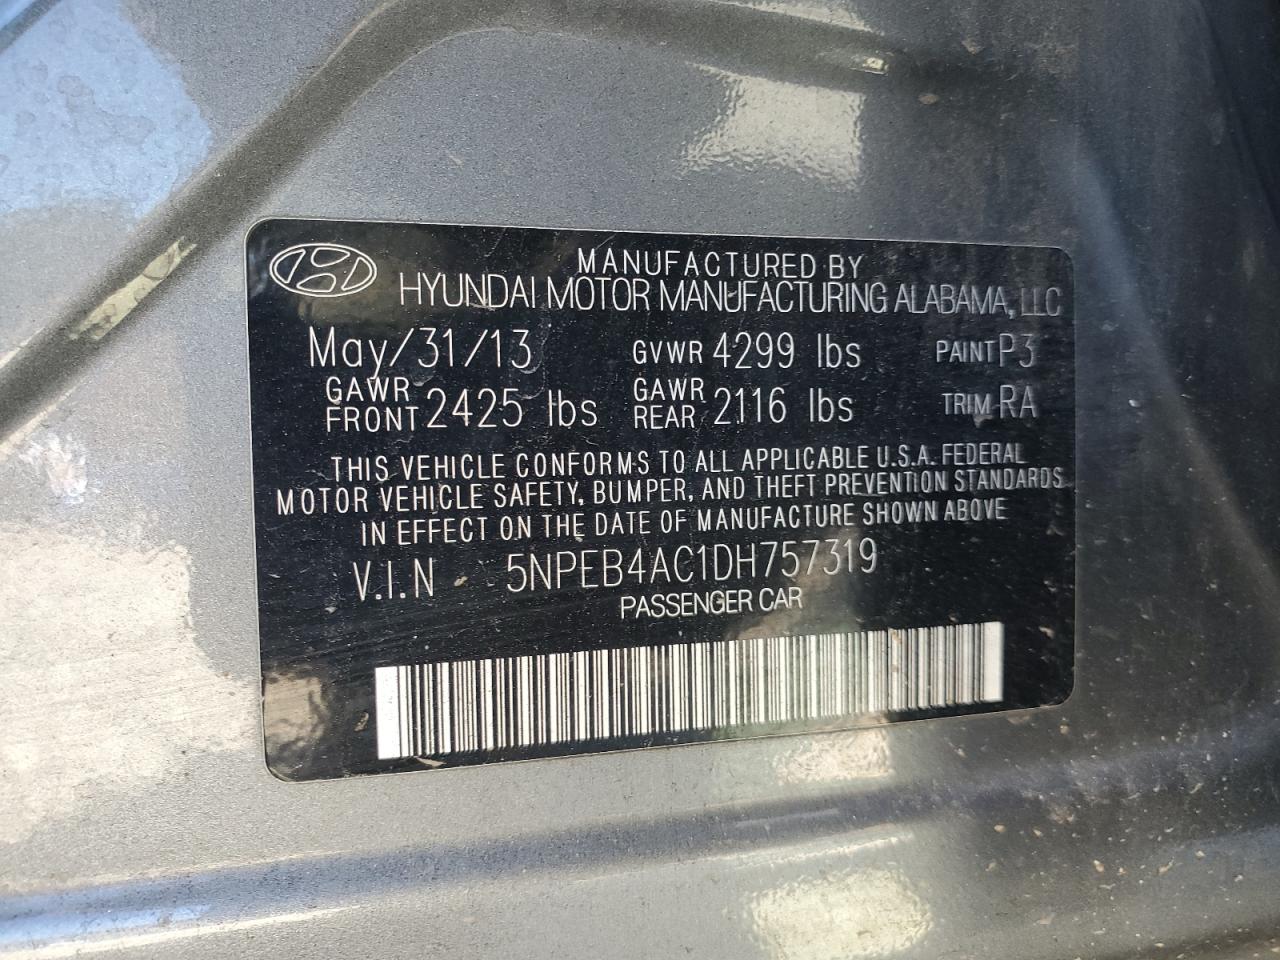 MANUFACTURED BY
HYUNDAI MOTOR MANUFACTURING ALABAMA, LLC
May/31/13 GVWR 4299 lbs PAINT P3
GAWR FRONT 2425 lbs GAWR REAR 2116 lbs TRIM RA
THIS VEHICLE CONFORMS TO ALL APPLICABLE U.S.A. FEDERAL
MOTOR VEHICLE SAFETY, BUMPER, AND THEFT PREVENTION STANDARDS
IN EFFECT ON THE DATE OF MANUFACTURE SHOWN ABOVE
V.I.N 5NPEB4AC1DH757319
PASSENGER CAR